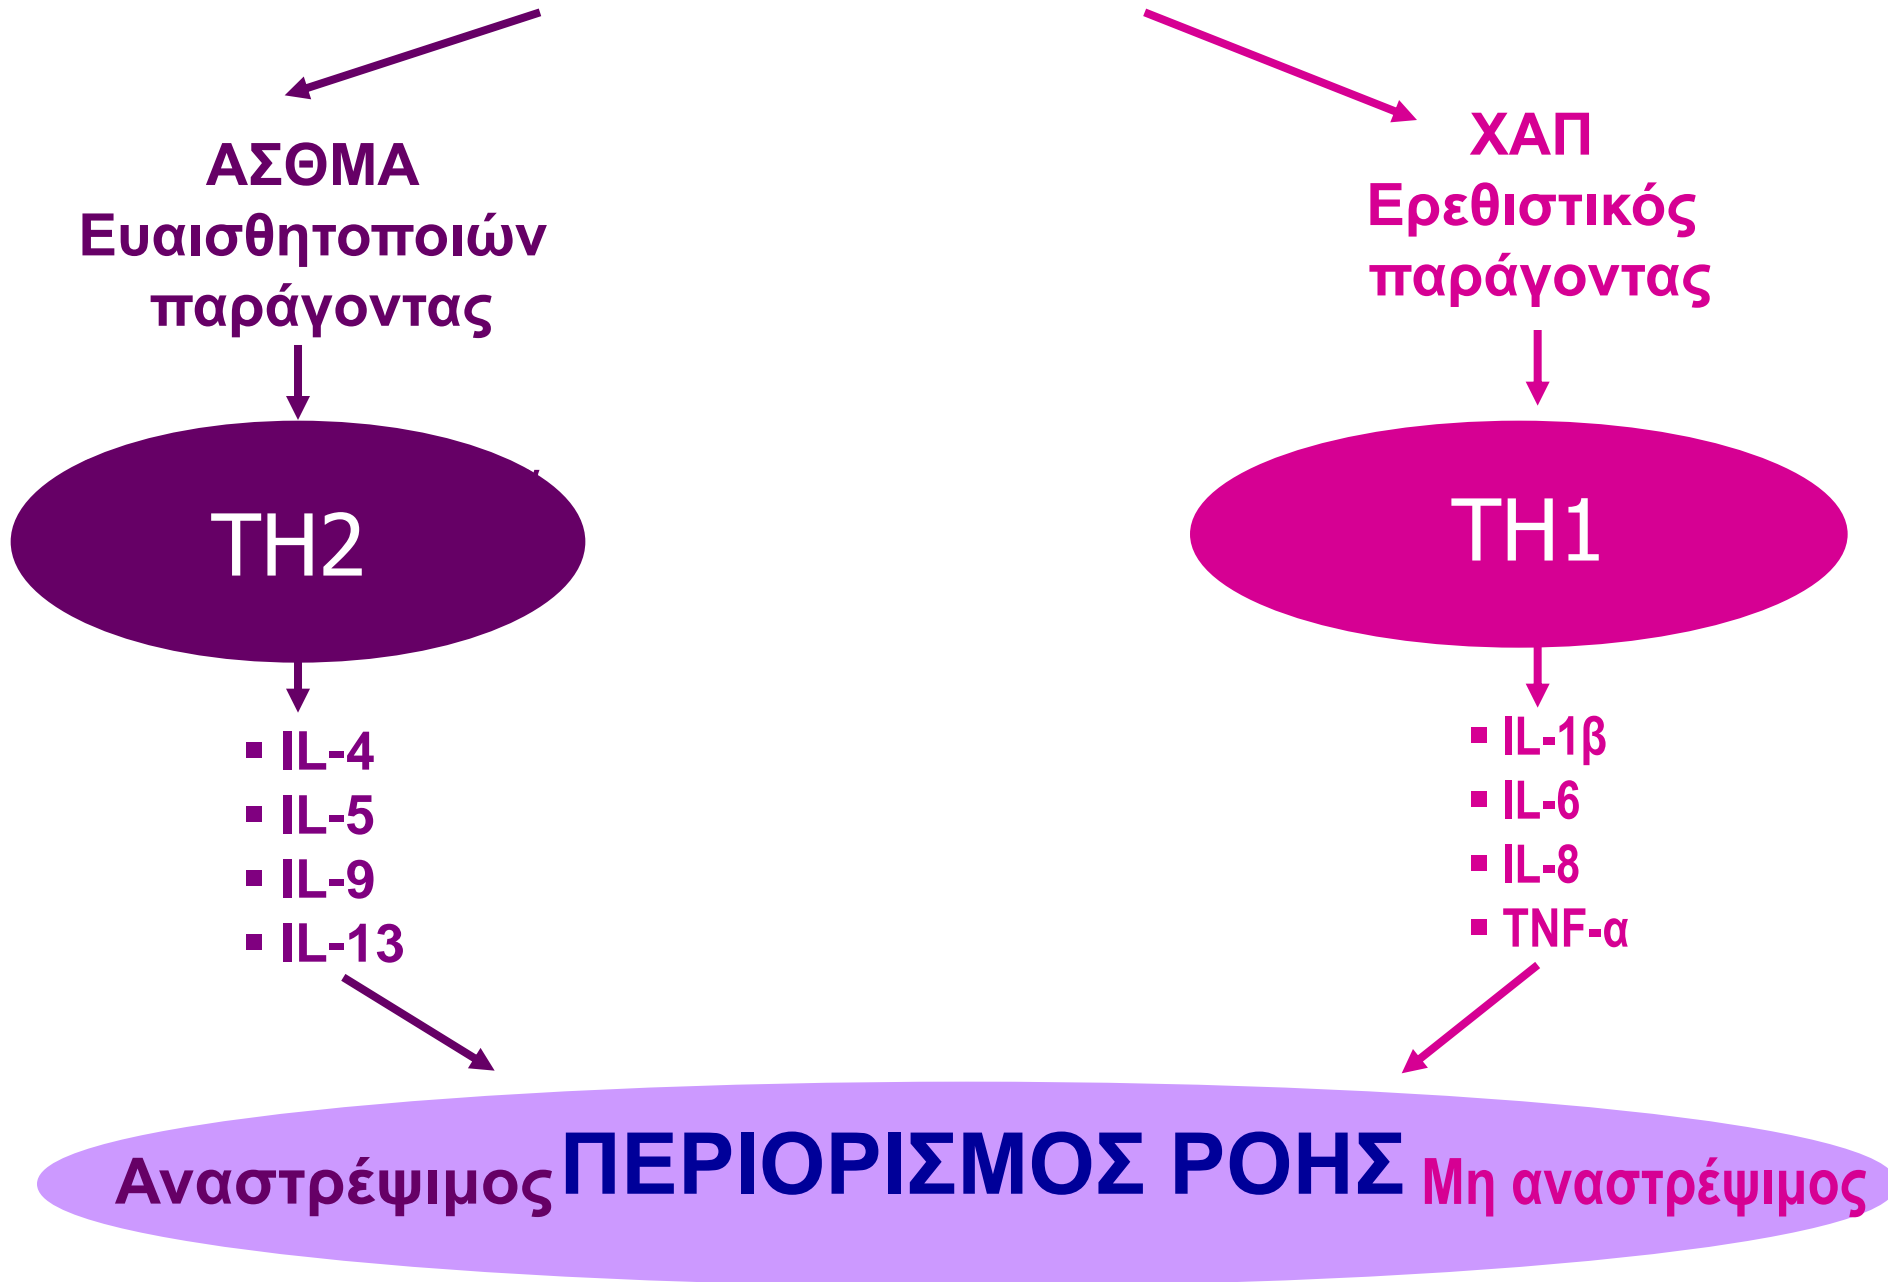 ΑΣΘΜΑ
Ευαισθητοποιών
παράγοντας
TH2
▪ IL-4
▪ IL-5
▪ IL-9
▪ IL-13
ΧΑΠ
Ερεθιστικός
παράγοντας
TH1
▪ IL-1β
▪ IL-6
▪ IL-8
▪ TNF-α
Αναστρέψιμος ΠΕΡΙΟΡΙΣΜΟΣ ΡΟΗΣ Μη αναστρέψιμος